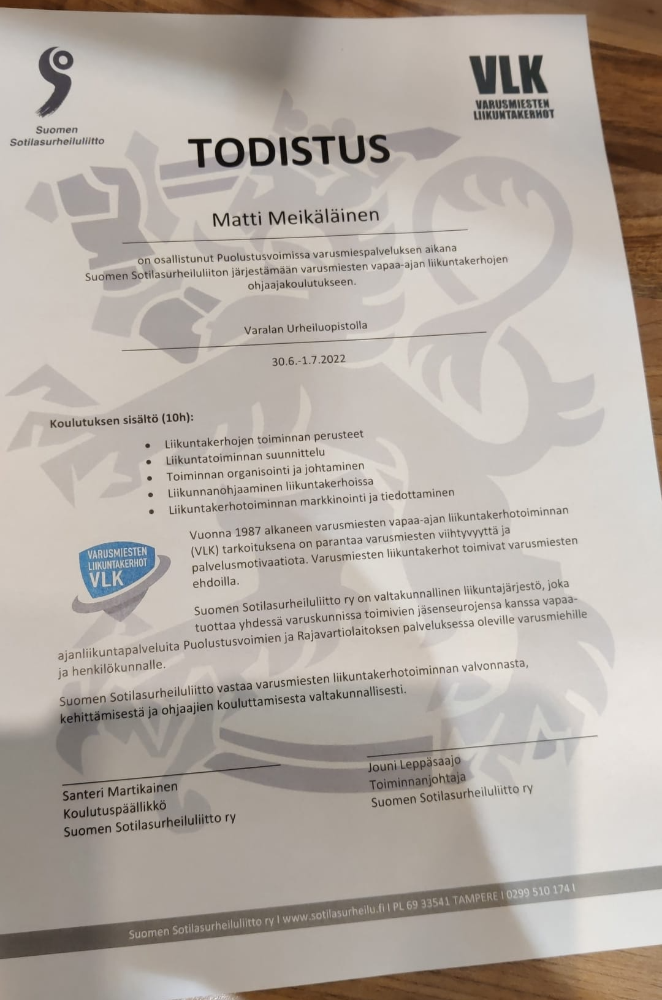 Suomen
Sotilasurheiluliitto
VLK
VARUSMIESTEN
LIIKUNTAKERHOT
TODISTUS
Matti Meikäläinen
on osallistunut Puolustusvoimissa varusmiespalveluksen aikana
Suomen Sotilasurheiluliiton järjestämään varusmiesten vapaa-ajan liikuntakerhojen
ohjaajakoulutukseen.
Varalan Urheiluopistolla
30.6.-1.7.2022
Koulutuksen sisältö (10h):
• Liikuntakerhojen toiminnan perusteet
• Liikuntatoiminnan suunnittelu
• Toiminnan organisointi ja johtaminen
• Liikunnanohjaaminen liikuntakerhoissa
• Liikuntakerhotoiminnan markkinointi ja tiedottaminen
VARUSMIESTEN
LIIKUNTAKERHOT
VLK
Vuonna 1987 alkaneen varusmiesten vapaa-ajan liikuntakerhotoiminnan
(VLK) tarkoituksena on parantaa varusmiesten viihtyvyyttä ja
palvelusmotivaatiota. Varusmiesten liikuntakerhot toimivat varusmiesten
ehdoilla.
Suomen Sotilasurheiluliitto ry on valtakunnallinen liikuntajärjestö, joka
tuottaa yhdessä varuskunnissa toimivien jäsenseurojensa kanssa vapaa-
ajanliikuntapalveluita Puolustusvoimien ja Rajavartiolaitoksen palveluksessa oleville varusmiehille
ja henkilökunnalle.
Suomen Sotilasurheiluliitto vastaa varusmiesten liikuntakerhotoiminnan valvonnasta,
kehittämisestä ja ohjaajien kouluttamisesta valtakunnallisesti.
Santeri Martikainen
Koulutuspäällikkö
Suomen Sotilasurheiluliitto ry
Jouni Leppäsaajo
Toiminnanjohtaja
Suomen Sotilasurheiluliitto ry
Suomen Sotilasurheiluliitto ry I www.sotilasurheilu.fi I PL 69 33541 TAMPERE I 0299 510 174 I